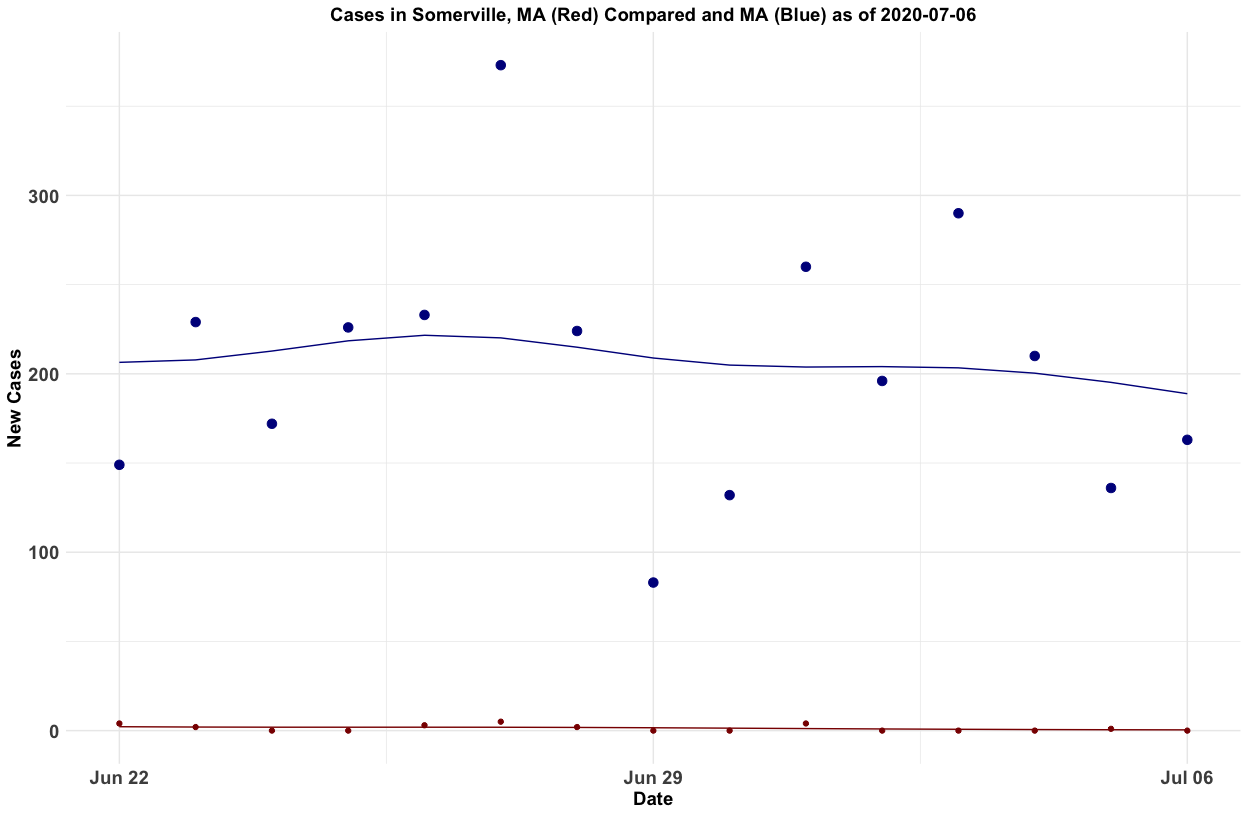 Cases in Somerville, MA (Red) Compared and MA (Blue) as of 2020-07-06
New Cases
300
200
100
0
Jun 22 Jun 29 Jul 06
Date